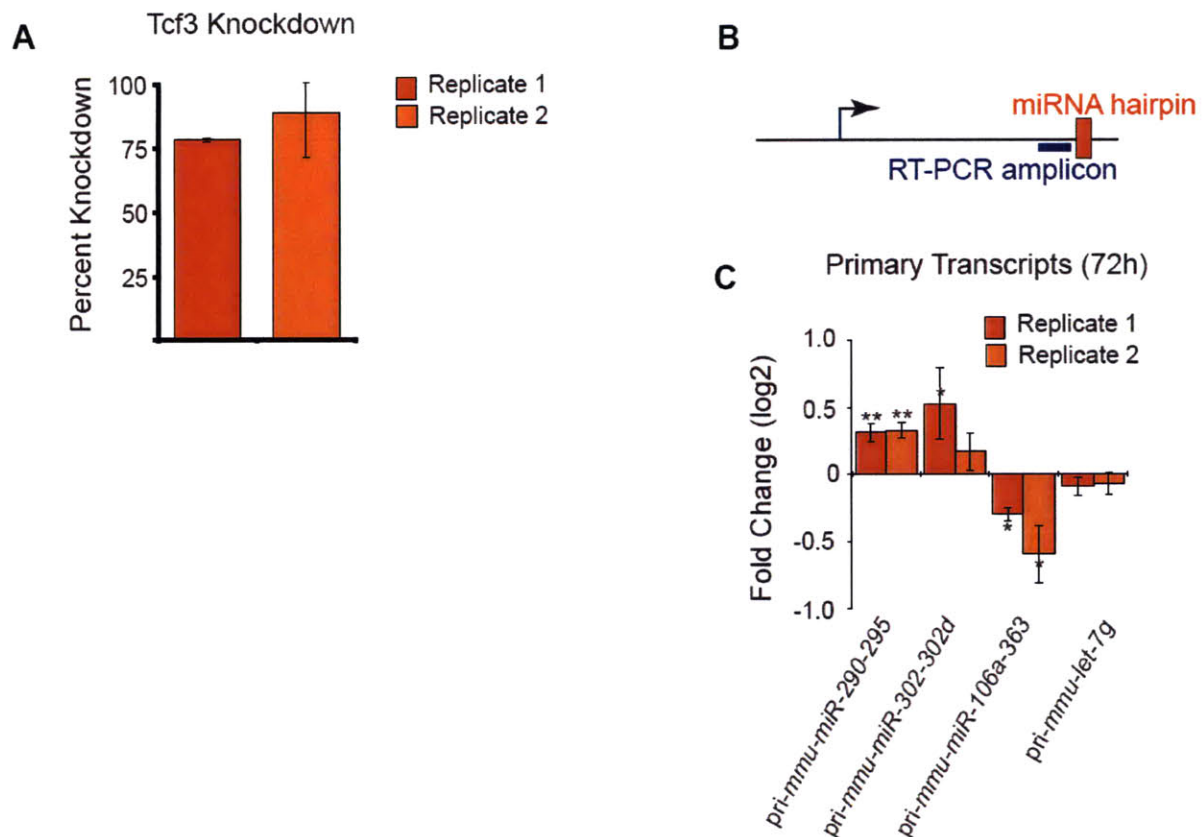 A
Tcf3 Knockdown
Percent Knockdown
100
75
50
25
Replicate 1
Replicate 2
B
miRNA hairpin
RT-PCR amplicon
C
Primary Transcripts (72h)
Replicate 1
Replicate 2
Fold Change (log2)
1.0
0.5
0
-0.5
-1.0
**
**
*
*
*
pri-mmu-miR-290-295
pri-mmu-miR-302-302d
pri-mmu-miR-106a-363
pri-mmu-let-7g